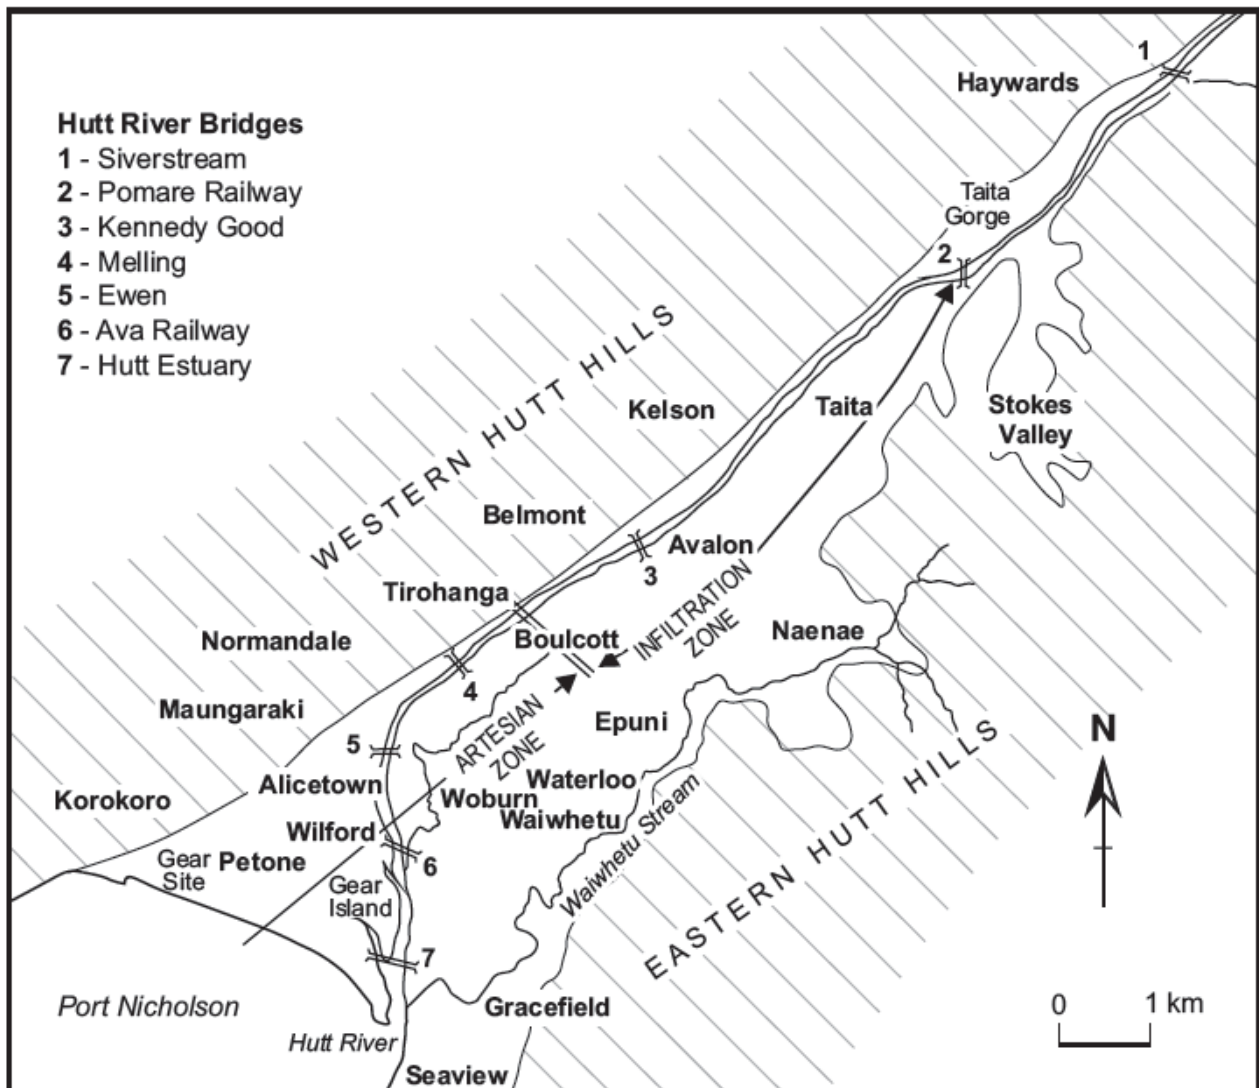 Hutt River Bridges
1 - Siverstream
2 - Pomare Railway
3 - Kennedy Good
4 - Melling
5 - Ewen
6 - Ava Railway
7 - Hutt Estuary
1
Haywards
Taita
Gorge
2
WESTERN HUTT HILLS
Kelson
Taita
Stokes
Valley
Belmont
Avalon
3
Tirohanga
INFILTRATION
ZONE
Boulcott
Naenae
Normandale
4
Maungaraki
ARTESIAN
ZONE
Epuni
5
N
Alicetown
Waterloo
Woburn
Korokoro
Waiwhetu
Waiwhetu Stream
EASTERN HUTT HILLS
Wilford
Gear
Site
Petone
6
Gear
Island
7
Port Nicholson
Gracefield
0
1 km
Hutt River
Seaview